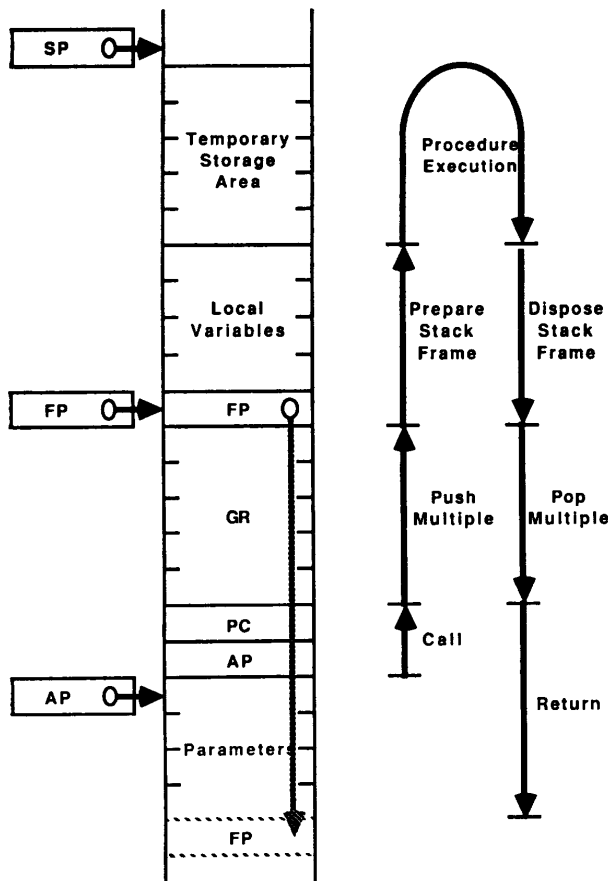 SP
Temporary
Storage
Area
Procedure
Execution
Local
Variables
Prepare
Stack
Frame
Dispose
Stack
Frame
FP
FP
GR
Push
Multiple
Pop
Multiple
PC
Call
AP
AP
Return
Parameters
FP